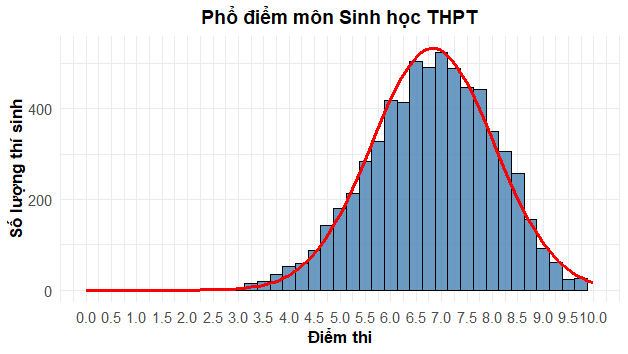 Phổ điểm môn Sinh học THPT
Số lượng thí sinh
400
200
0
0.0 0.5 1.0 1.5 2.0 2.5 3.0 3.5 4.0 4.5 5.0 5.5 6.0 6.5 7.0 7.5 8.0 8.5 9.0 9.5 10.0
Điểm thi